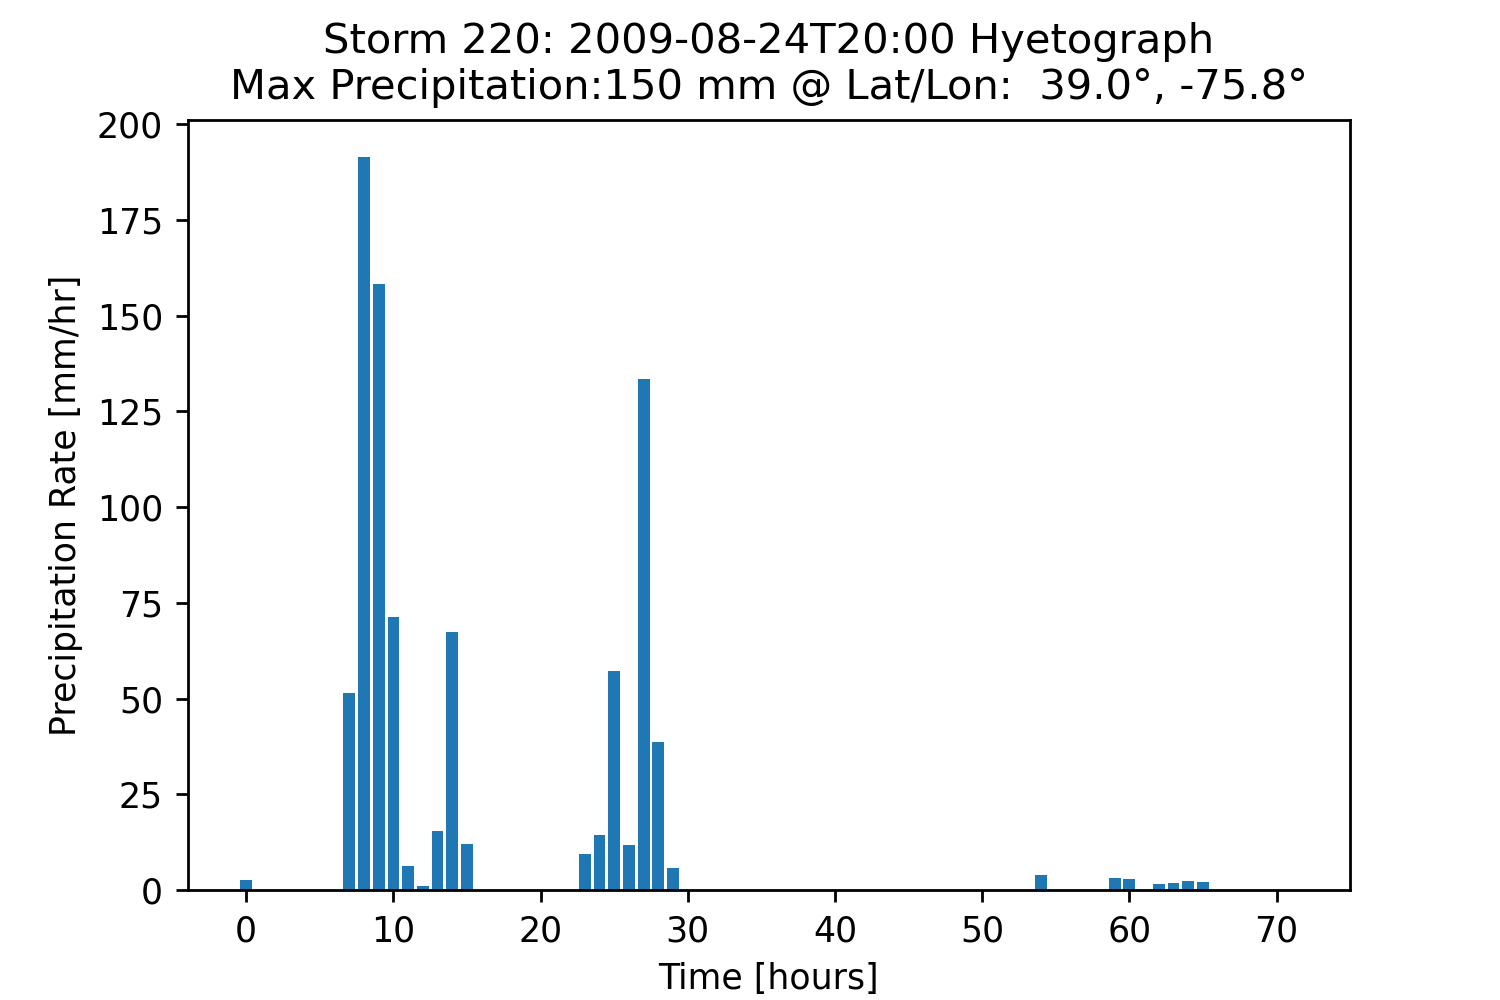 Storm 220: 2009-08-24T20:00 Hyetograph
Max Precipitation:150 mm @ Lat/Lon:  39.0°, -75.8°
200
175
150
125
100
75
50
25
0
Precipitation Rate [mm/hr]
0 10 20 30 40 50 60 70
Time [hours]